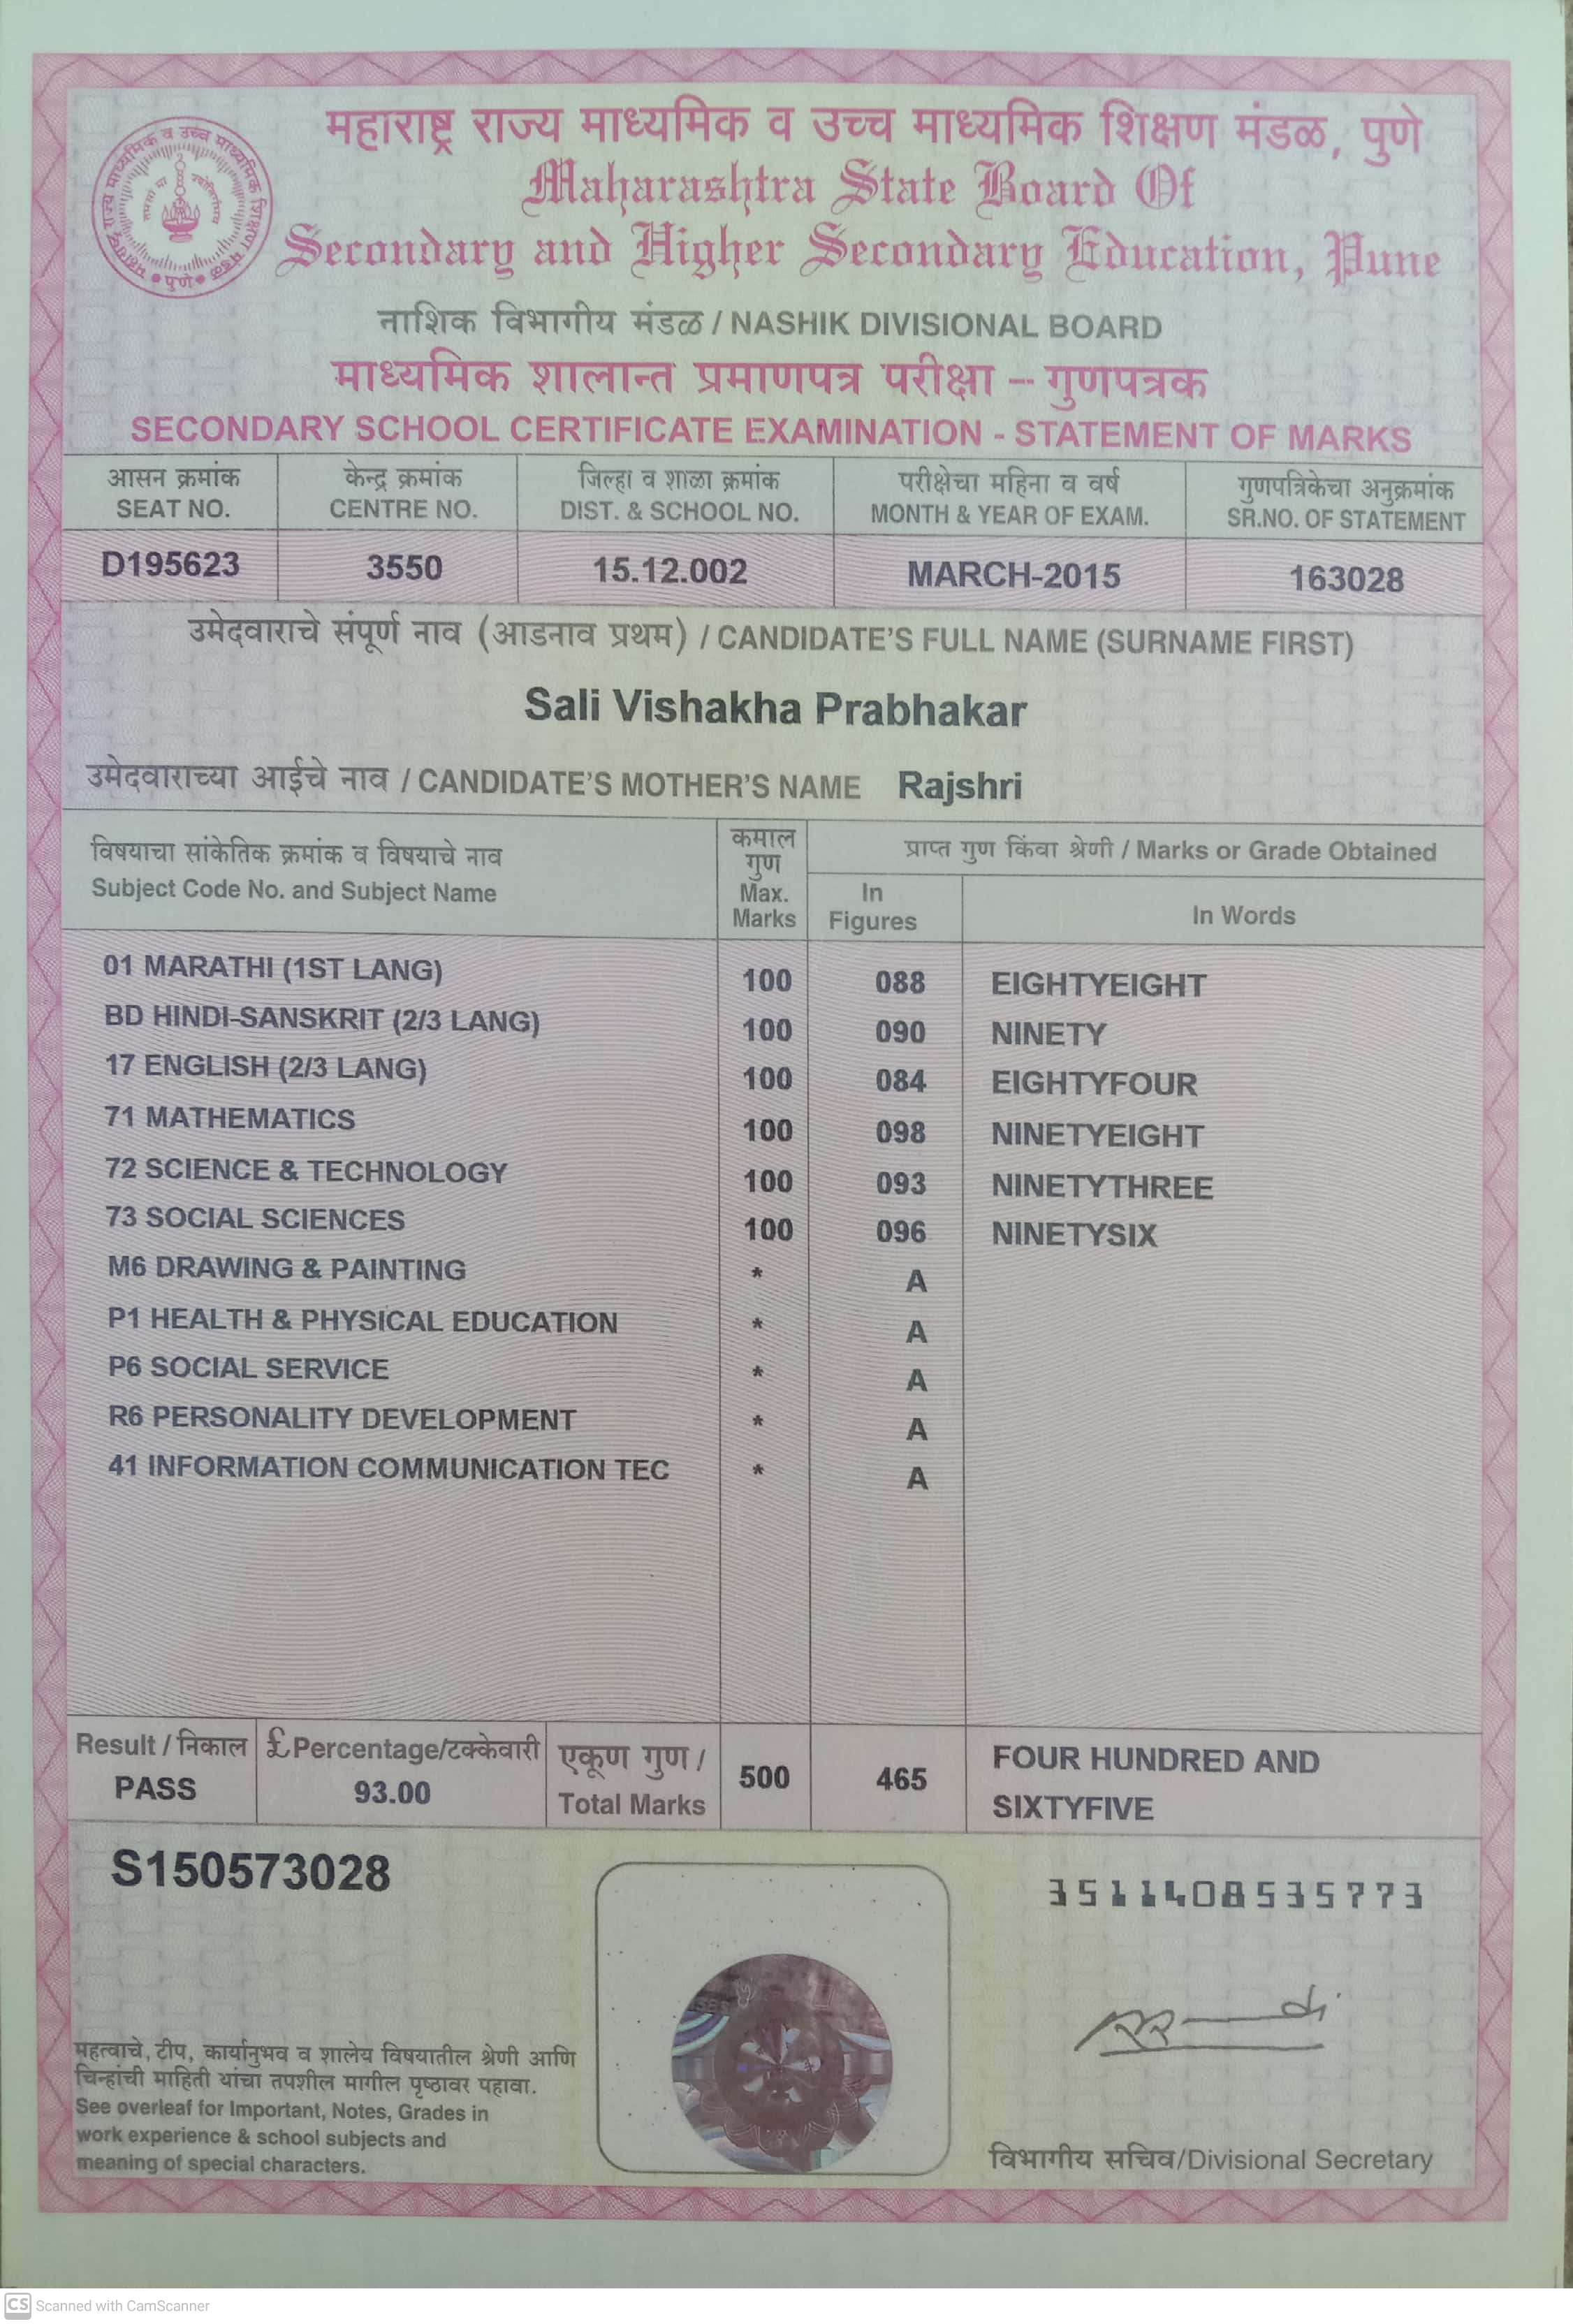 महाराष्ट्र राज्य माध्यमिक व उच्च माध्यमिक शिक्षण मंडळ, पुणे
Maharashtra State Board Of
Secondary and Higher Secondary Education, Pune
नाशिक विभागीय मंडळ / NASHIK DIVISIONAL BOARD
माध्यमिक शालान्त प्रमाणपत्र परीक्षा – गुणपत्रक
SECONDARY SCHOOL CERTIFICATE EXAMINATION - STATEMENT OF MARKS
आसन क्रमांक केन्द्र क्रमांक जिल्हा व शाळा क्रमांक परीक्षेचा महिना व वर्ष गुणपत्रिकेचा अनुक्रमांक
SEAT NO. CENTRE NO. DIST. & SCHOOL NO. MONTH & YEAR OF EXAM. SR.NO. OF STATEMENT
D195623 3550 15.12.002 MARCH-2015 163028
उमेदवाराचे संपूर्ण नाव (आडनाव प्रथम) / CANDIDATE'S FULL NAME (SURNAME FIRST)
Sali Vishakha Prabhakar
उमेदवाराच्या आईचे नाव / CANDIDATE'S MOTHER'S NAME Rajshri
विषयाचा सांकेतिक क्रमांक व विषयाचे नाव
Subject Code No. and Subject Name
कमाल
गुण
Max.
Marks
प्राप्त गुण किंवा श्रेणी / Marks or Grade Obtained
In
Figures
In Words
01 MARATHI (1ST LANG) 100 088 EIGHTYEIGHT
BD HINDI-SANSKRIT (2/3 LANG) 100 090 NINETY
17 ENGLISH (2/3 LANG) 100 084 EIGHTYFOUR
71 MATHEMATICS 100 098 NINETYEIGHT
72 SCIENCE & TECHNOLOGY 100 093 NINETYTHREE
73 SOCIAL SCIENCES 100 096 NINETYSIX
M6 DRAWING & PAINTING * A
P1 HEALTH & PHYSICAL EDUCATION * A
P6 SOCIAL SERVICE * A
R6 PERSONALITY DEVELOPMENT * A
41 INFORMATION COMMUNICATION TEC * A
Result / निकाल
PASS
£ Percentage/टक्केवारी
93.00
एकूण गुण /
Total Marks
500 465
FOUR HUNDRED AND
SIXTYFIVE
S150573028
3511408535773
महत्वाचे, टीप, कार्यानुभव व शालेय विषयातील श्रेणी आणि
चिन्हांची माहिती यांचा तपशील मागील पृष्ठावर पहावा.
See overleaf for Important, Notes, Grades in
work experience & school subjects and
meaning of special characters.
विभागीय सचिव/Divisional Secretary
CS Scanned with CamScanner